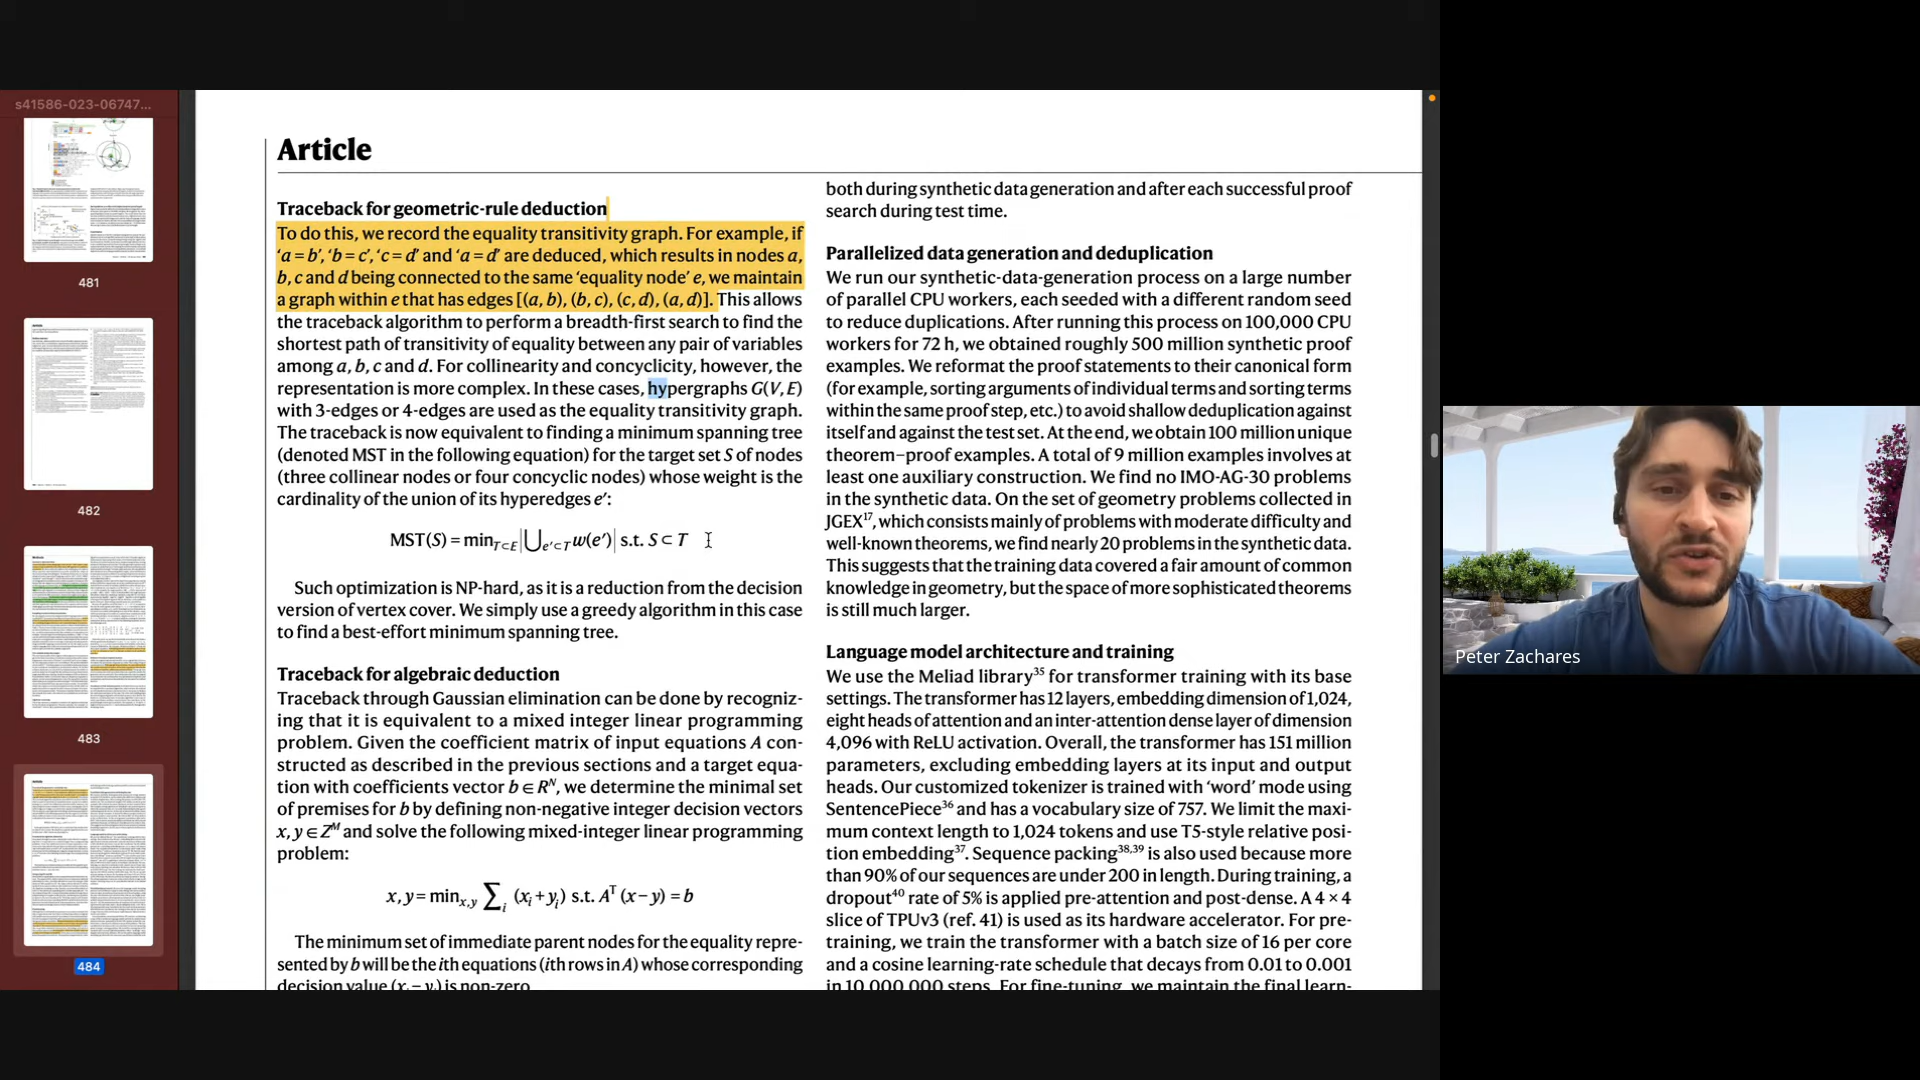 s41586-023-06747...
481
482
483
484
Article
Traceback for geometric-rule deduction
To do this, we record the equality transitivity graph. For example, if
‘a = b’, ‘b = c’, ‘c = d’ and ‘a = d’ are deduced, which results in nodes a,
b, c and d being connected to the same ‘equality node’ e, we maintain
a graph within e that has edges [(a, b), (b, c), (c, d), (a, d)]. This allows
the traceback algorithm to perform a breadth-first search to find the
shortest path of transitivity of equality between any pair of variables
among a, b, c and d. For collinearity and concyclicity, however, the
representation is more complex. In these cases, hypergraphs G(V, E)
with 3-edges or 4-edges are used as the equality transitivity graph.
The traceback is now equivalent to finding a minimum spanning tree
(denoted MST in the following equation) for the target set S of nodes
(three collinear nodes or four concyclic nodes) whose weight is the
cardinality of the union of its hyperedges e′:
MST(S) = min_{T⊂E} |⋃_{e′⊂T} w(e′)| s.t. S ⊂ T
Such optimization is NP-hard, as it is a reduction from the decision
version of vertex cover. We simply use a greedy algorithm in this case
to find a best-effort minimum spanning tree.
Traceback for algebraic deduction
Traceback through Gaussian elimination can be done by recogniz-
ing that it is equivalent to a mixed integer linear programming
problem. Given the coefficient matrix of input equations A con-
structed as described in the previous sections and a target equa-
tion with coefficients vector b ∈ R^N, we determine the minimal set
of premises for b by defining non-negative integer decision vectors
x, y ∈ Z^M and solve the following mixed-integer linear programming
problem:
x, y = min_{x,y} ∑_i (x_i + y_i) s.t. A^T (x − y) = b
The minimum set of immediate parent nodes for the equality repre-
sented by b will be the ith equations (ith rows in A) whose corresponding
decision value (x_i − y_i) is non-zero.
both during synthetic data generation and after each successful proof
search during test time.
Parallelized data generation and deduplication
We run our synthetic-data-generation process on a large number
of parallel CPU workers, each seeded with a different random seed
to reduce duplications. After running this process on 100,000 CPU
workers for 72 h, we obtained roughly 500 million synthetic proof
examples. We reformat the proof statements to their canonical form
(for example, sorting arguments of individual terms and sorting terms
within the same proof step, etc.) to avoid shallow deduplication against
itself and against the test set. At the end, we obtain 100 million unique
theorem–proof examples. A total of 9 million examples involves at
least one auxiliary construction. We find no IMO-AG-30 problems
in the synthetic data. On the set of geometry problems collected in
JGEX17, which consists mainly of problems with moderate difficulty and
well-known theorems, we find nearly 20 problems in the synthetic data.
This suggests that the training data covered a fair amount of common
knowledge in geometry, but the space of more sophisticated theorems
is still much larger.
Language model architecture and training
We use the Meliad library35 for transformer training with its base
settings. The transformer has 12 layers, embedding dimension of 1,024,
eight heads of attention and an inter-attention dense layer of dimension
4,096 with ReLU activation. Overall, the transformer has 151 million
parameters, excluding embedding layers at its input and output
heads. Our customized tokenizer is trained with ‘word’ mode using
SentencePiece36 and has a vocabulary size of 757. We limit the maxi-
mum context length to 1,024 tokens and use T5-style relative posi-
tion embedding37. Sequence packing38,39 is also used because more
than 90% of our sequences are under 200 in length. During training, a
dropout40 rate of 5% is applied pre-attention and post-dense. A 4 × 4
slice of TPUv3 (ref. 41) is used as its hardware accelerator. For pre-
training, we train the transformer with a batch size of 16 per core
and a cosine learning-rate schedule that decays from 0.01 to 0.001
in 10,000,000 steps. For fine-tuning, we maintain the final learn-
Peter Zachares